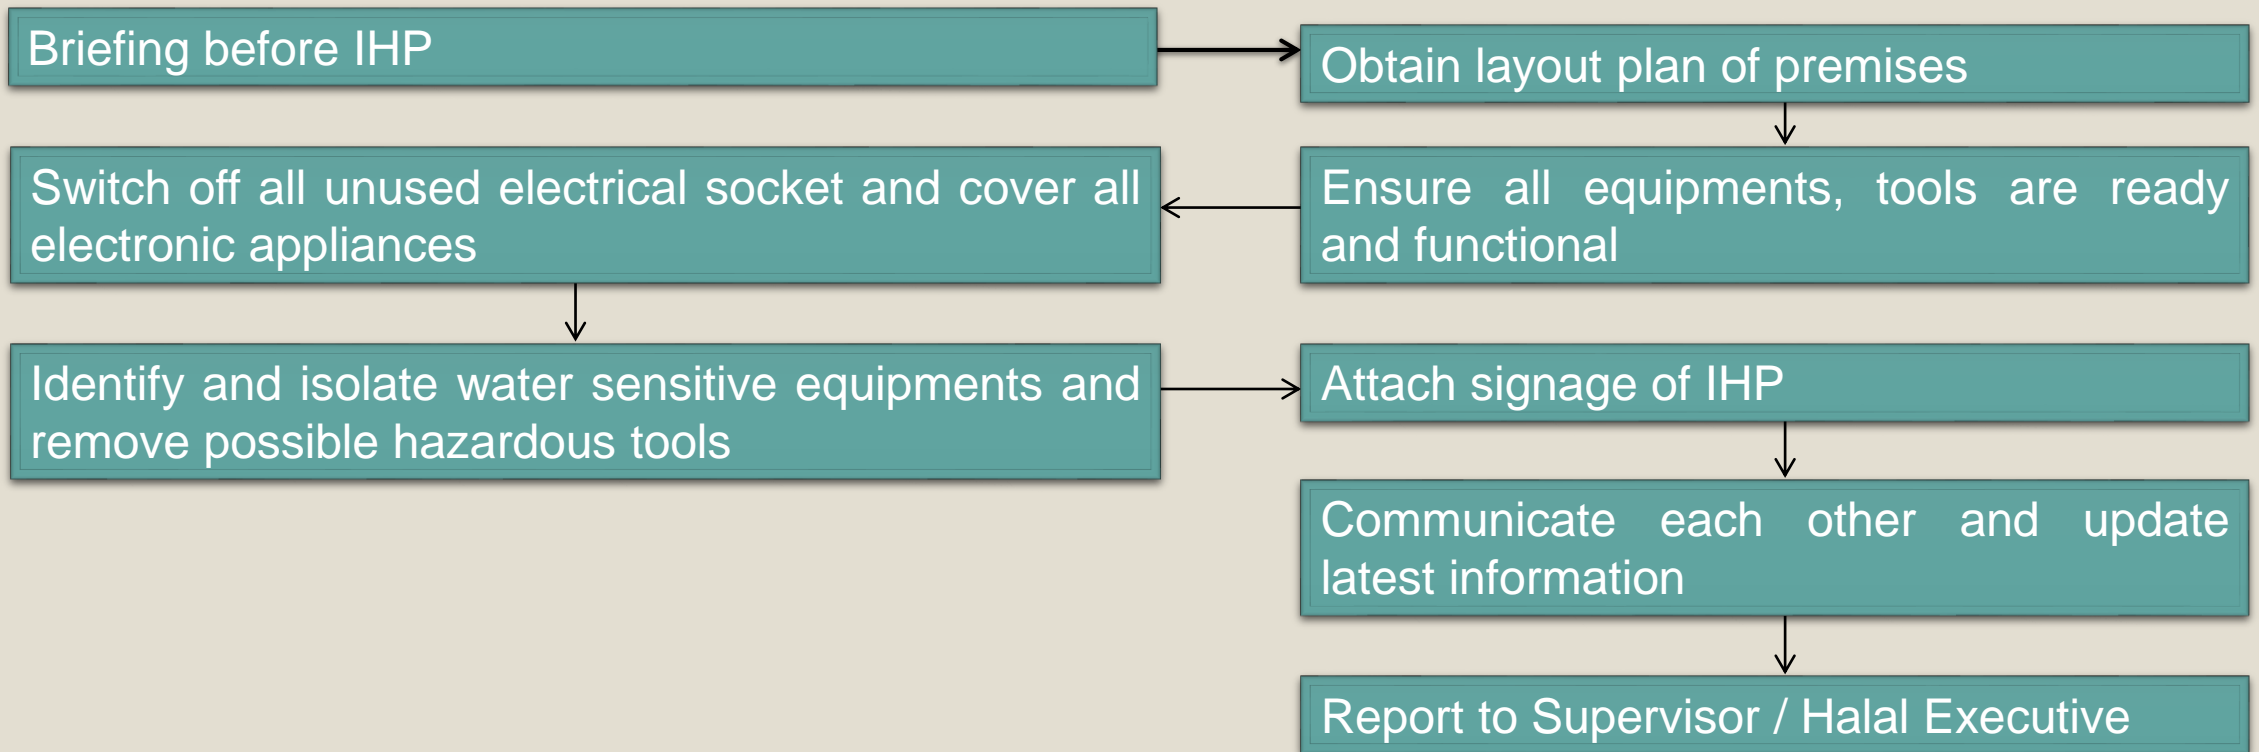 Briefing before IHP
Obtain layout plan of premises
Ensure all equipments, tools are ready
and functional
Switch off all unused electrical socket and cover all
electronic appliances
Identify and isolate water sensitive equipments and
remove possible hazardous tools
Attach signage of IHP
Communicate each other and update
latest information
Report to Supervisor / Halal Executive